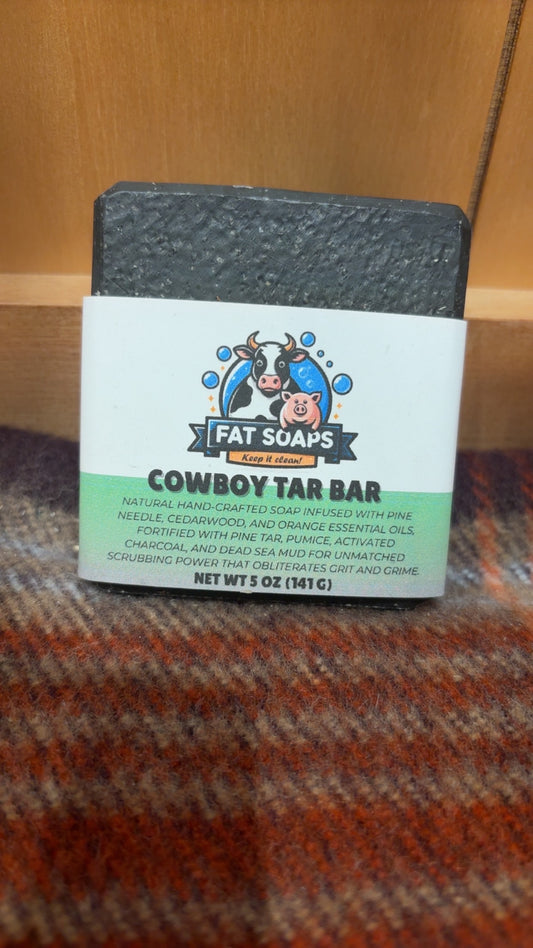 FAT SOAPS
Keep it clean!
COWBOY TAR BAR
NATURAL HAND-CRAFTED SOAP INFUSED WITH PINE
NEEDLE, CEDARWOOD, AND ORANGE ESSENTIAL OILS,
FORTIFIED WITH PINE TAR, PUMICE, ACTIVATED
CHARCOAL, AND DEAD SEA MUD FOR UNMATCHED
SCRUBBING POWER THAT OBLITERATES GRIT AND GRIME.
NET WT 5 OZ (141 G)